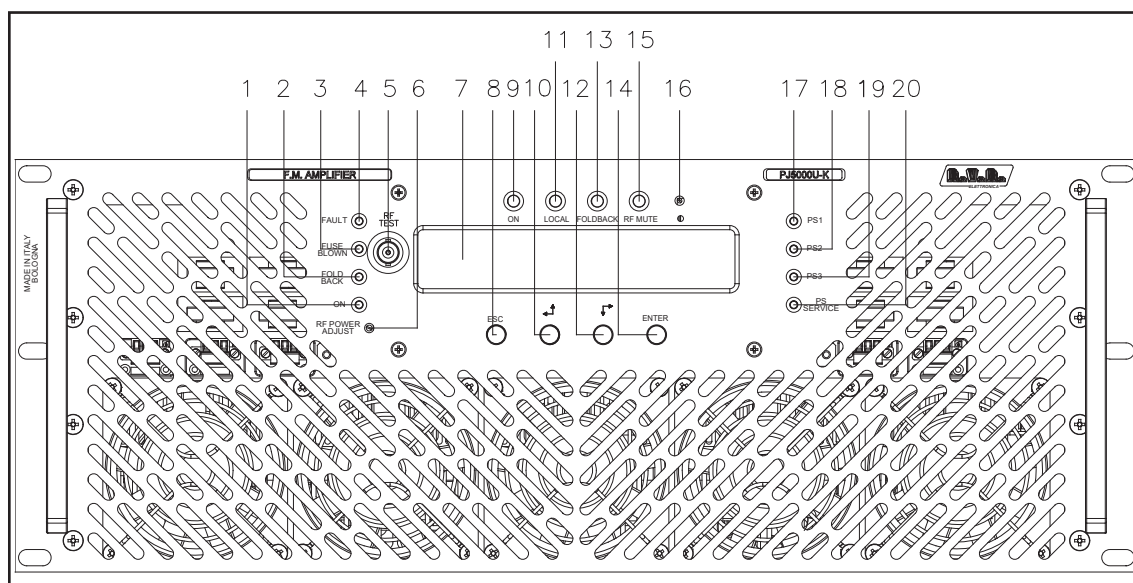 11 13 15
1 2 3 4 5 6 7 8 9 10 12 14 16 17 18 19 20
F.M. AMPLIFIER
PJ5000U-K
R.V.R.
ELETTRONICA
ON
LOCAL
FOLDBACK
RF MUTE
FAULT
FUSE
BLOWN
FOLD
BACK
ON
RF POWER
ADJUST
RF
TEST
PS1
PS2
PS3
PS
SERVICE
ESC
ENTER
MADE IN ITALY
BOLOGNA